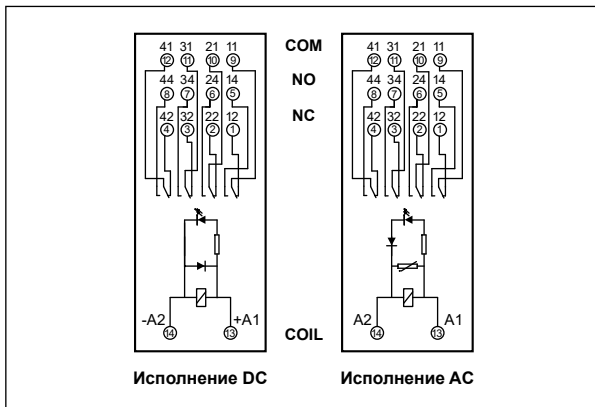 41 31 21 11 COM 41 31 21 11
12 11 10 9 12 11 10 9
44 34 24 14 NO 44 34 24 14
8 7 6 5 8 7 6 5
42 32 22 12 NC 42 32 22 12
4 3 2 1 4 3 2 1
-A2 +A1 A2 A1
14 13 COIL 14 13
Исполнение DC Исполнение AC